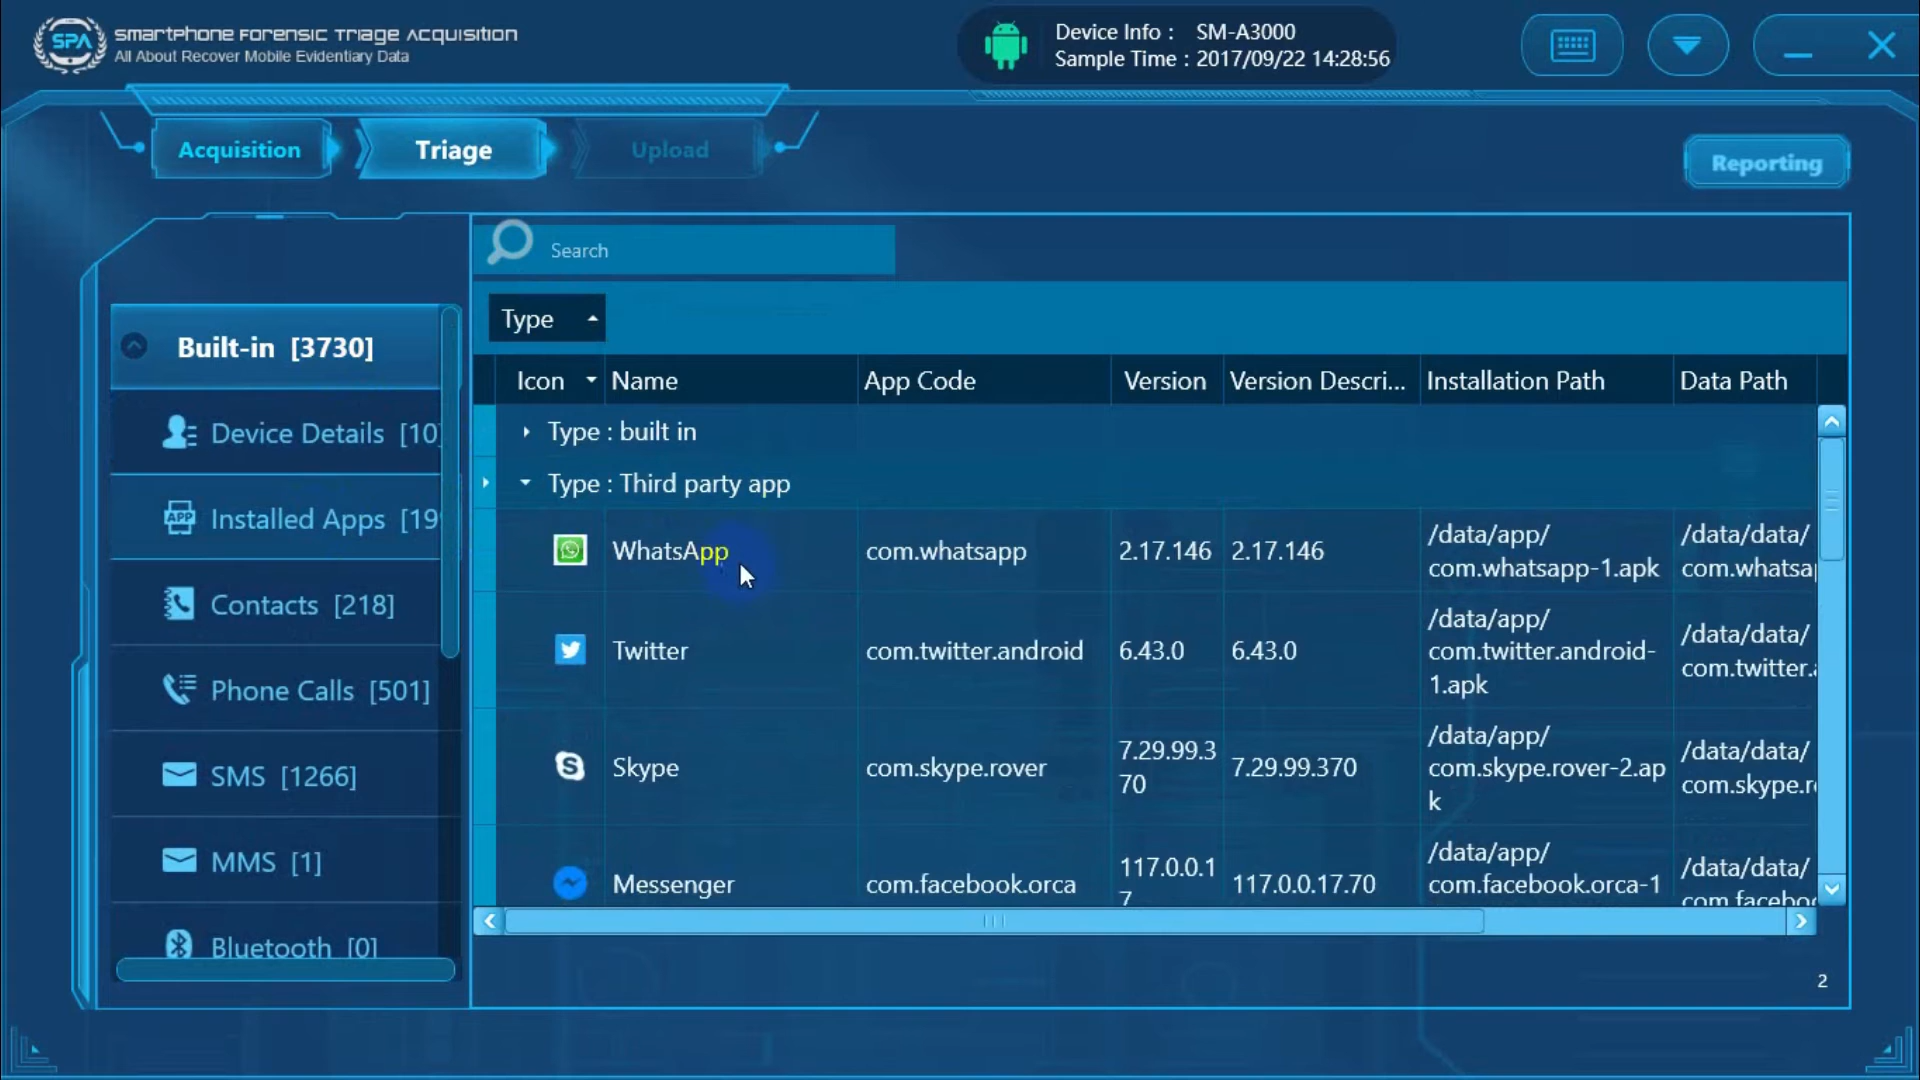 SPA
SMARTPHONE FORENSIC TRIAGE ACQUISITION
All About Recover Mobile Evidentiary Data
Device Info : SM-A3000
Sample Time : 2017/09/22 14:28:56
Acquisition
Triage
Upload
Reporting
Search
Type
Built-in [3730]
Device Details [10]
APP Installed Apps [19
Contacts [218]
Phone Calls [501]
SMS [1266]
MMS [1]
Bluetooth [0]
Icon Name App Code Version Version Descri... Installation Path Data Path
Type : built in
Type : Third party app
WhatsApp com.whatsapp 2.17.146 2.17.146
/data/app/
com.whatsapp-1.apk
/data/data/
com.whatsa
Twitter com.twitter.android 6.43.0 6.43.0
/data/app/
com.twitter.android-
1.apk
/data/data/
com.twitter.
Skype com.skype.rover
7.29.99.3
70
7.29.99.370
/data/app/
com.skype.rover-2.ap
k
/data/data/
com.skype.r
Messenger com.facebook.orca
117.0.0.1
7
117.0.0.17.70
/data/app/
com.facebook.orca-1
/data/data/
com.facebo
2